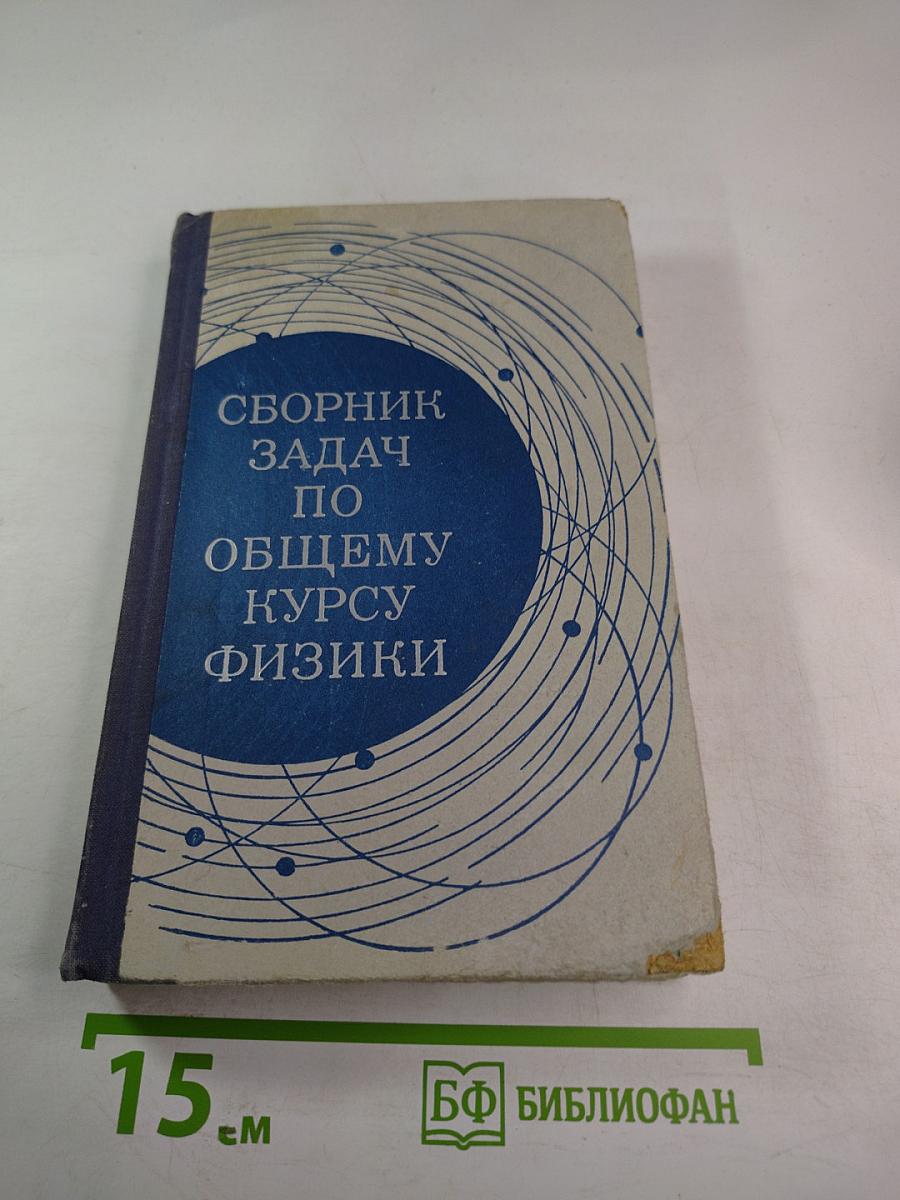 СБОРНИК
ЗАДАЧ
ПО
ОБЩЕМУ
КУРСУ
ФИЗИКИ
15 см
БФ БИБЛИОФАН